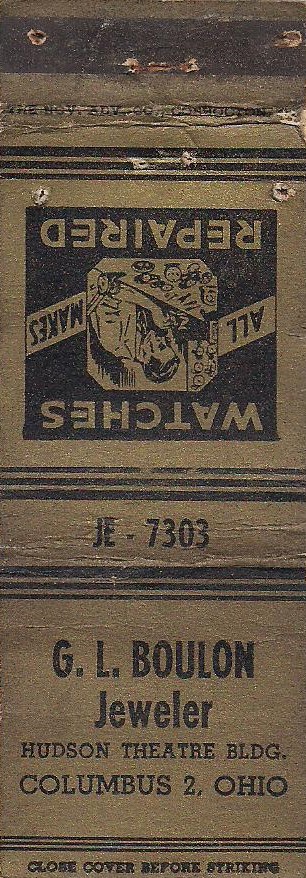 WATCHES
ALL MAKES
REPAIRED
JE - 7303
G. L. BOULON
Jeweler
HUDSON THEATRE BLDG.
COLUMBUS 2, OHIO
CLOSE COVER BEFORE STRIKING